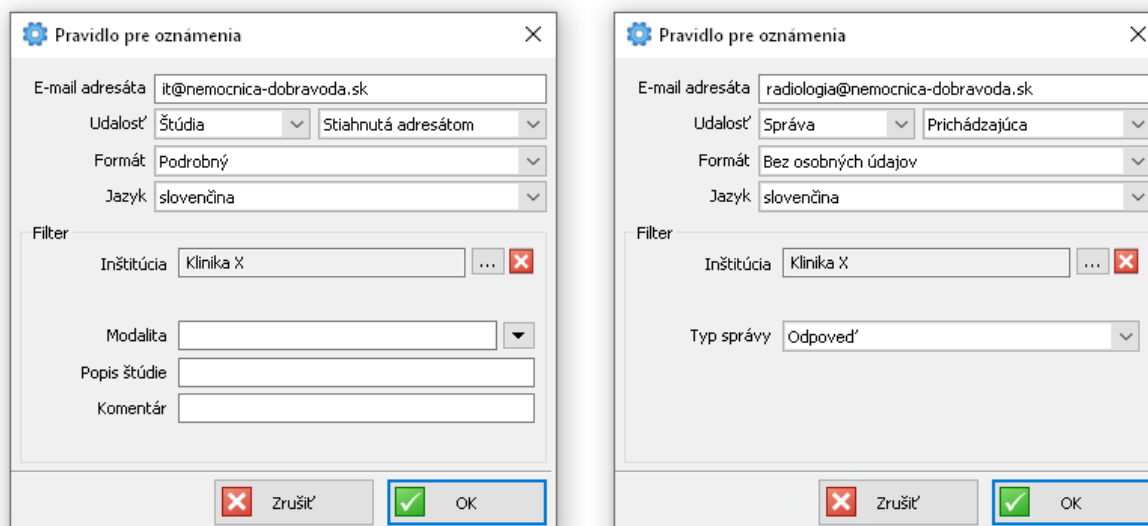 Pravidlo pre oznámenia
E-mail adresáta it@nemocnica-dobravoda.sk
Udalosť Štúdia Stiahnutá adresátom
Formát Podrobný
Jazyk slovenčina
Filter
Inštitúcia Klinika X ...
Modalita
Popis štúdie
Komentár
Zrušiť OK
Pravidlo pre oznámenia
E-mail adresáta radiologia@nemocnica-dobravoda.sk
Udalosť Správa Prichádzajúca
Formát Bez osobných údajov
Jazyk slovenčina
Filter
Inštitúcia Klinika X ...
Typ správy Odpoveď
Zrušiť OK